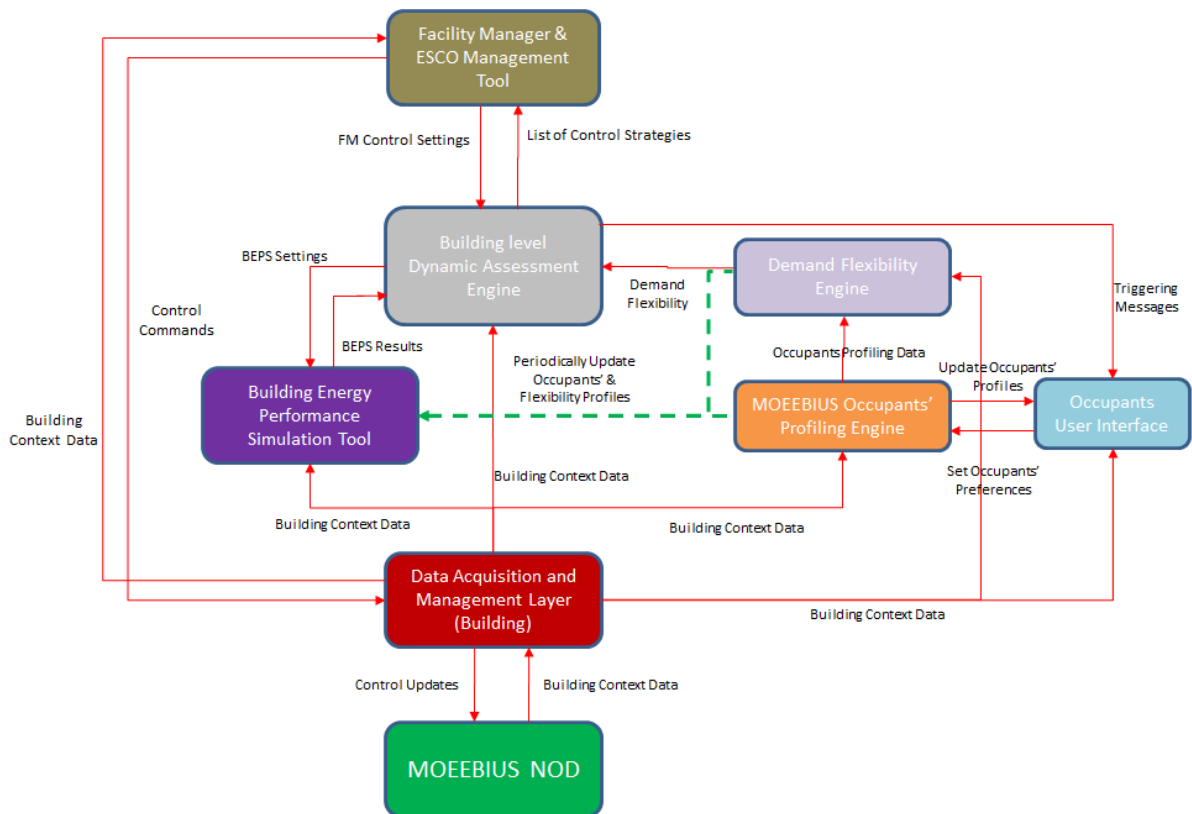 Facility Manager &
ESCO Management
Tool
FM Control Settings
List of Control Strategies
Building level
Dynamic Assessment
Engine
BEPS Settings
Demand Flexibility
Engine
Demand
Flexibility
Triggering
Messages
Control
Commands
BEPS Results
Periodically Update
Occupants' &
Flexibility Profiles
Occupants Profiling Data
Update Occupants'
Profiles
Building Energy
Performance
Simulation Tool
MOEEBIUS Occupants'
Profiling Engine
Occupants
User Interface
Building
Context Data
Building Context Data
Set Occupants'
Preferences
Building Context Data
Building Context Data
Data Acquisition and
Management Layer
(Building)
Building Context Data
Control Updates
Building Context Data
MOEEBIUS NOD